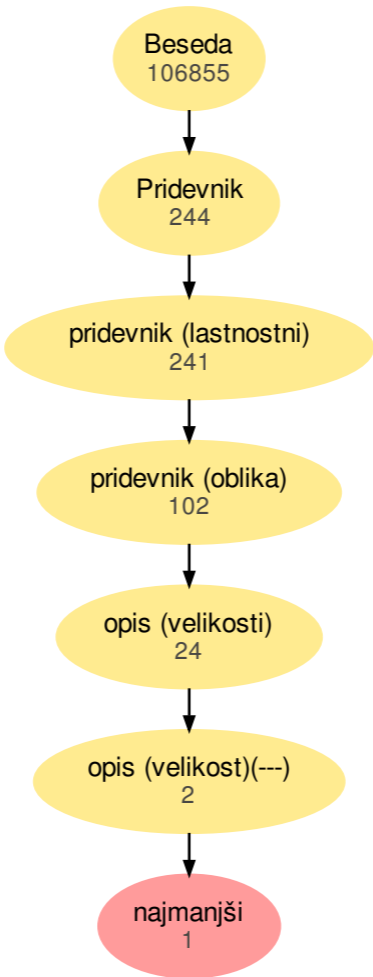 Beseda
106855
Pridevnik
244
pridevnik (lastnostni)
241
pridevnik (oblika)
102
opis (velikosti)
24
opis (velikost)(---)
2
najmanjši
1